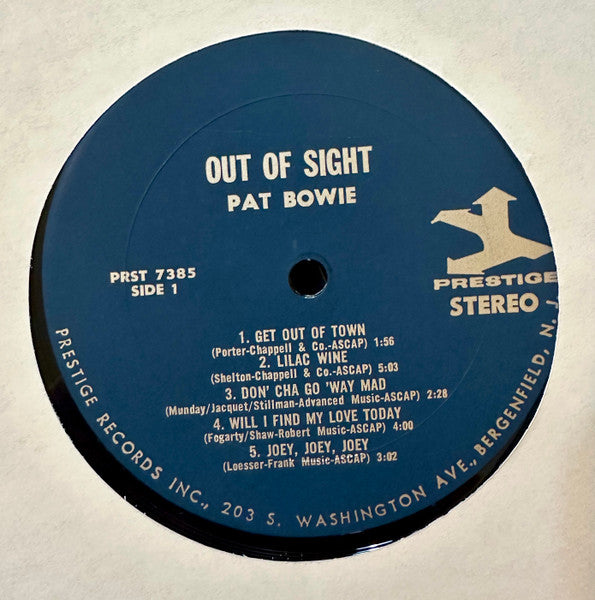 OUT OF SIGHT
PAT BOWIE
PRST 7385
SIDE 1
PRESTIGE
STEREO
1. GET OUT OF TOWN
(Porter-Chappell & Co.-ASCAP) 1:56
2. LILAC WINE
(Shelton-Chappell & Co.-ASCAP) 5:03
3. DON' CHA GO 'WAY MAD
(Munday/Jacquet/Stillman-Advanced Music-ASCAP) 2:28
4. WILL I FIND MY LOVE TODAY
(Fogarty/Shaw-Robert Music-ASCAP) 4:00
5. JOEY, JOEY, JOEY
(Loesser-Frank Music-ASCAP) 3:02
PRESTIGE RECORDS INC., 203 S. WASHINGTON AVE., BERGENFIELD, N. J.